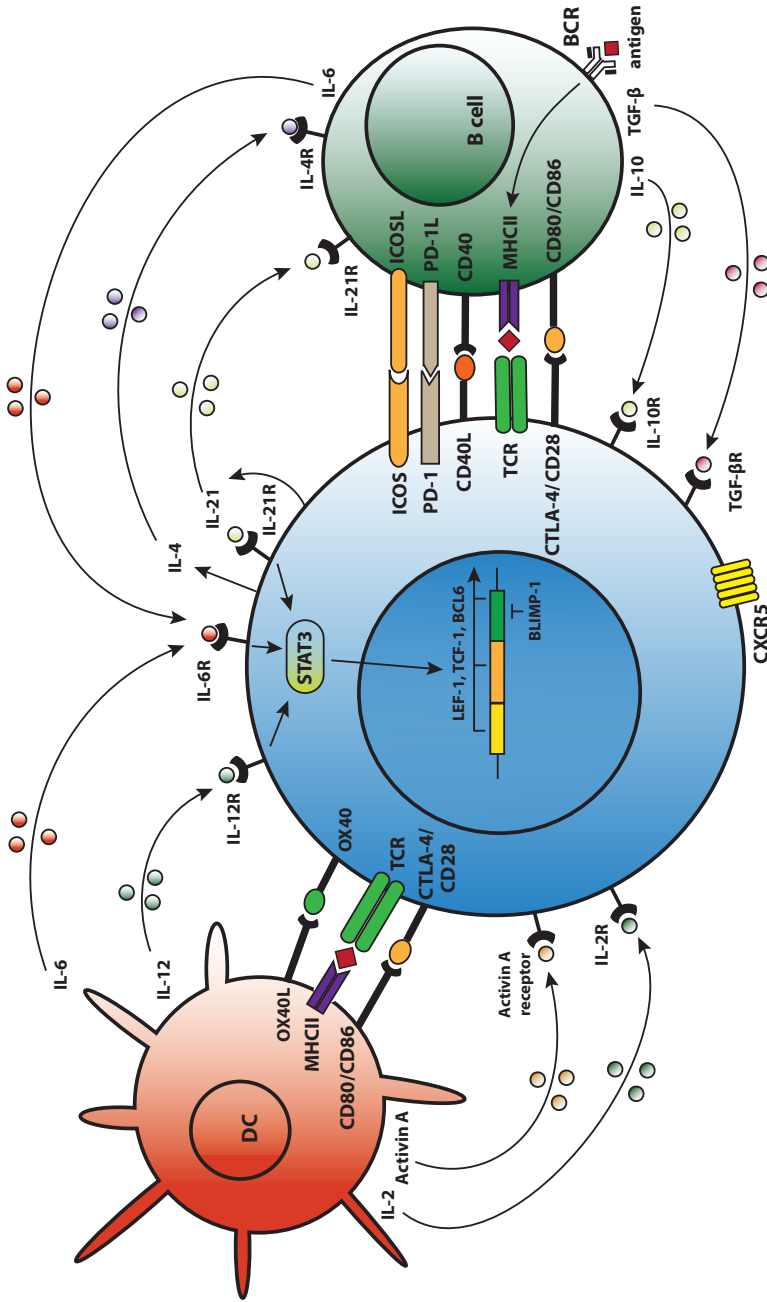 IL-6
IL-12
DC
OX40L
MHCII
CD80/CD86
IL-2
Activin A
OX40
TCR
CTLA-4/
CD28
IL-12R
IL-6R
IL-4
IL-21
IL-21R
STAT3
LEF-1, TCF-1, BCL6
BLIMP-1
Activin A
receptor
IL-2R
CXCR5
ICOS
PD-1
CD40L
TCR
CTLA-4/ CD28
IL-10R
TGF-βR
IL-21R
IL-4R
IL-6
ICOSL
PD-1L
CD40
MHCII
CD80/CD86
B cell
BCR
antigen
TGF-β
IL-10